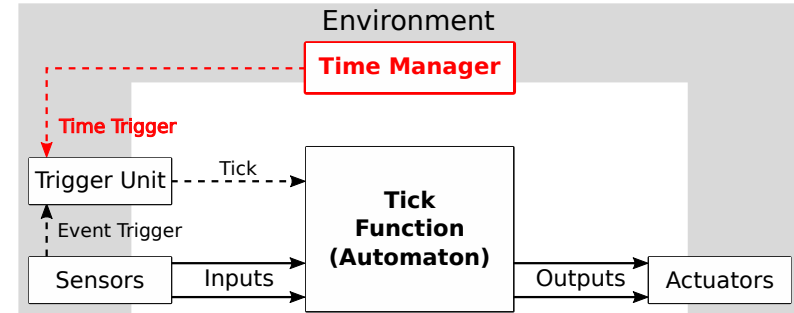 Environment
Time Manager
Time Trigger
Trigger Unit
Tick
Tick
Function
(Automaton)
Event Trigger
Sensors
Inputs
Outputs
Actuators